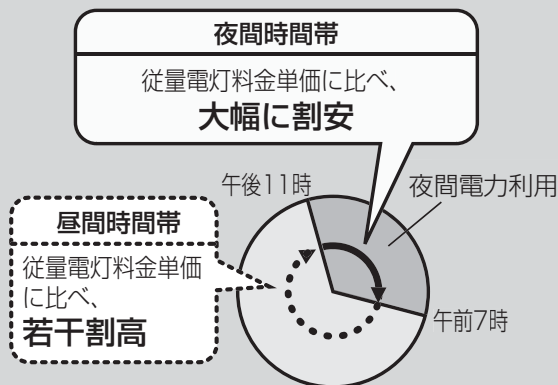 夜間時間帯
従量電灯料金単価に比べ、
大幅に割安
午後11時
夜間電力利用
昼間時間帯
従量電灯料金単価
に比べ、
若干割高
午前7時